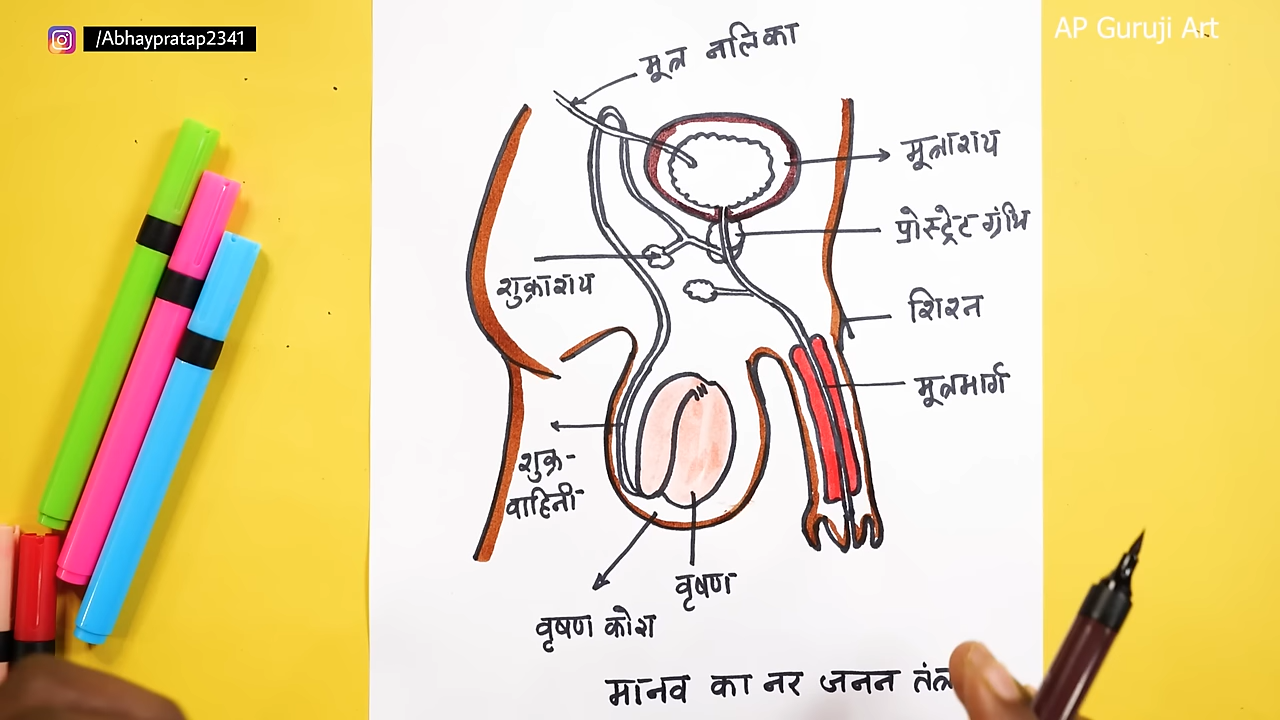 /Abhaypratap2341
AP Guruji Art
मूत्र नलिका
मूत्राशय
प्रोस्ट्रेट ग्रंथि
शुक्राशय
शिश्न
मूत्रमार्ग
शुक्र-
वाहिनी
वृषण
वृषण कोश
मानव का नर जनन तंत्र